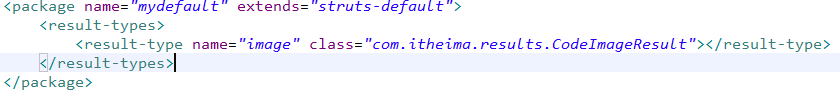 <package name="mydefault" extends="struts-default">
<result-types>
<result-type name="image" class="com.itheima.results.CodeImageResult"></result-type>
</result-types>
</package>